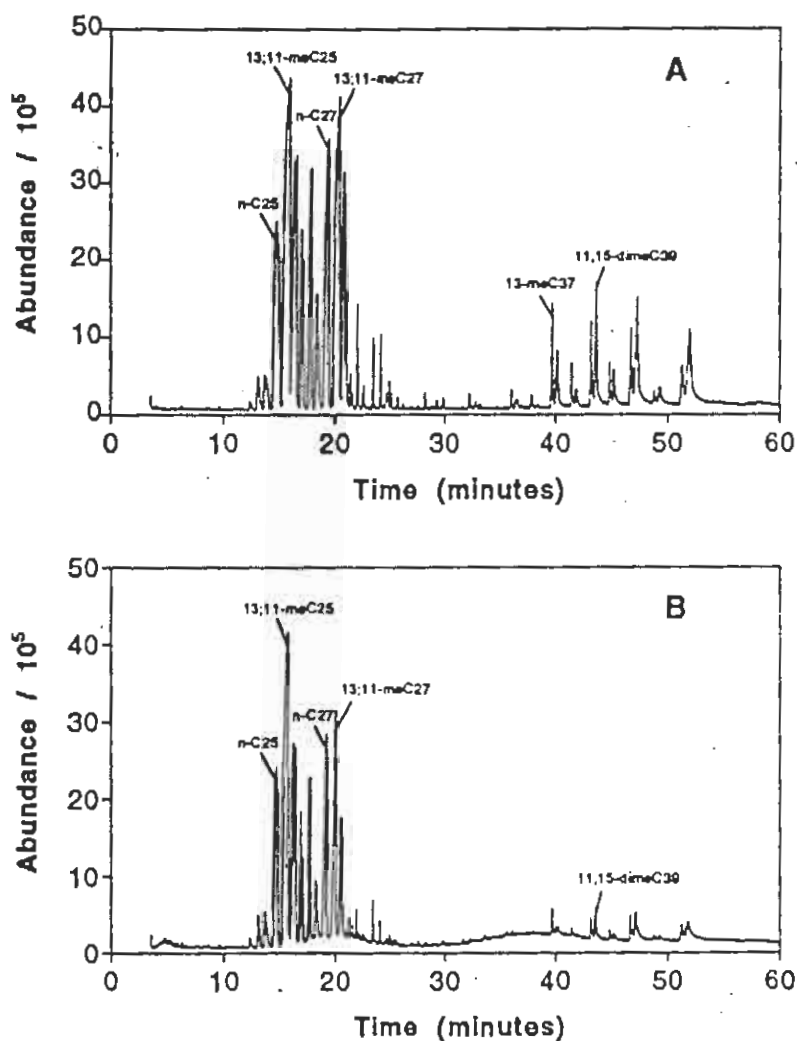 50
A
13;11-meC25
13;11-meC27
40
n-C27
30
n-C25
20
11,15-dimeC39
13-meC37
10
0
Abundance / 10⁵
0 10 20 30 40 50 60
Time (minutes)
50
B
13;11-meC25
40
13;11-meC27
30
n-C27
n-C25
20
11,15-dimeC39
10
0
Abundance / 10⁵
0 10 20 30 40 50 60
Time (minutes)